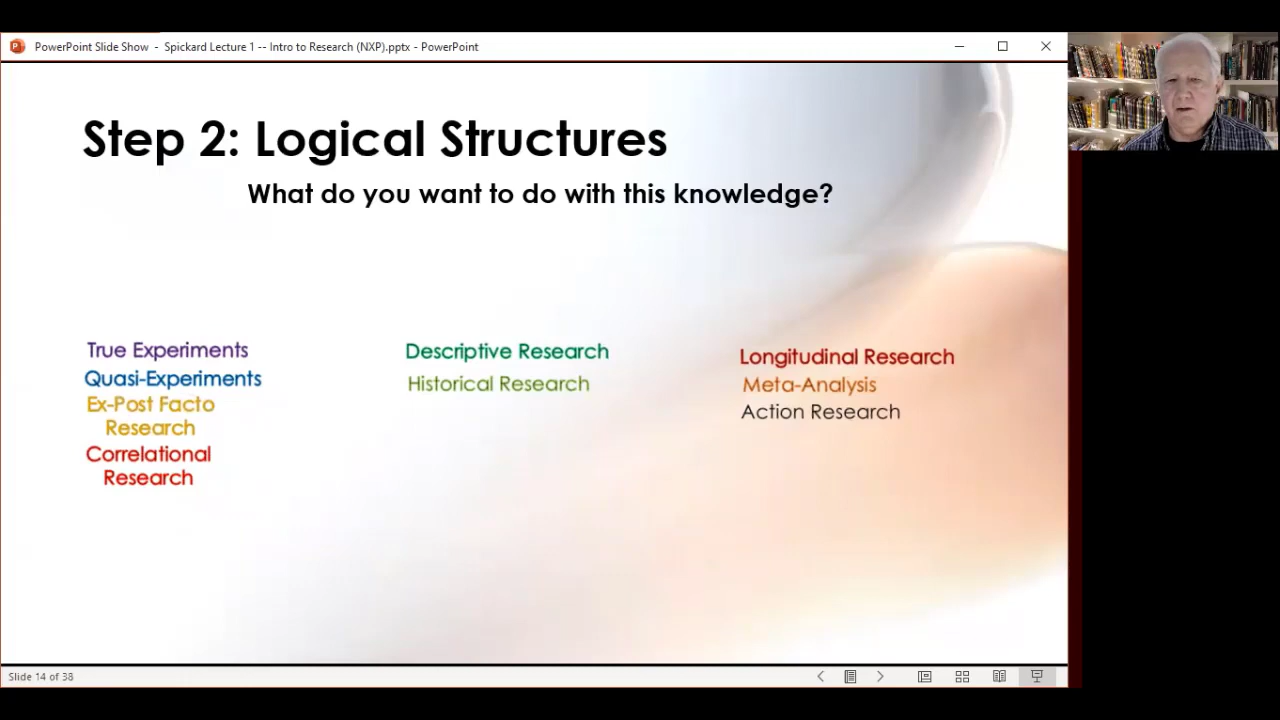 PowerPoint Slide Show - Spickard Lecture 1 -- Intro to Research (NXP).pptx - PowerPoint
Step 2: Logical Structures
What do you want to do with this knowledge?
True Experiments
Quasi-Experiments
Ex-Post Facto
Research
Correlational
Research
Descriptive Research
Historical Research
Longitudinal Research
Meta-Analysis
Action Research
Slide 14 of 38